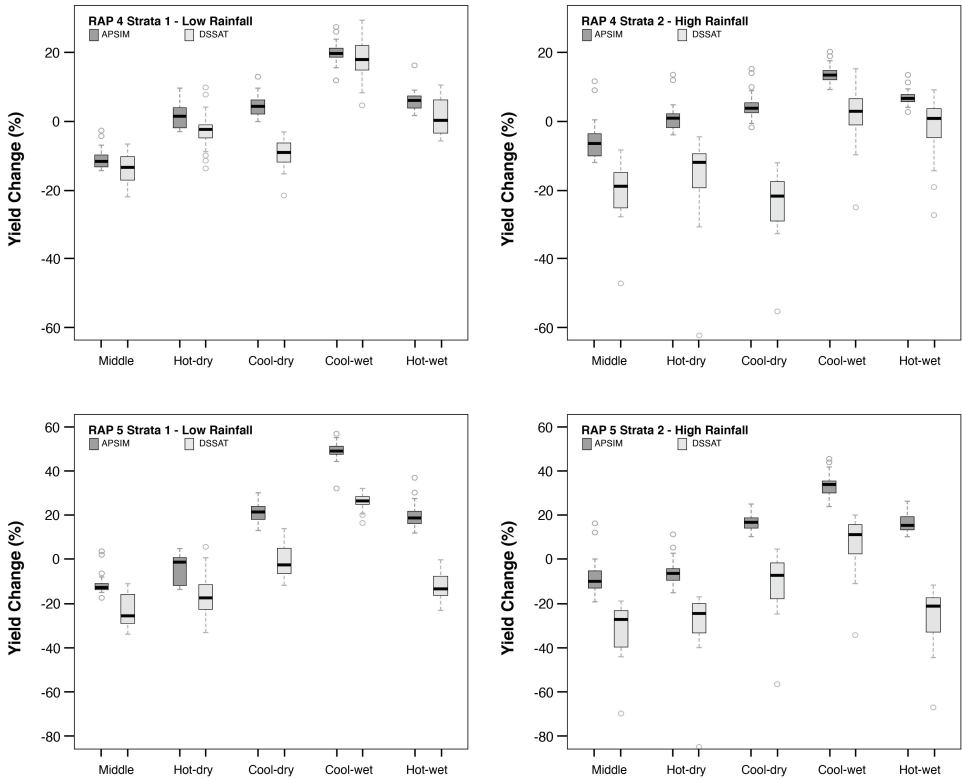 RAP 4 Strata 1 - Low Rainfall
APSIM DSSAT
Yield Change (%)
20
0
-20
-40
-60
Middle Hot-dry Cool-dry Cool-wet Hot-wet
RAP 4 Strata 2 - High Rainfall
APSIM DSSAT
Yield Change (%)
20
0
-20
-40
-60
Middle Hot-dry Cool-dry Cool-wet Hot-wet
RAP 5 Strata 1 - Low Rainfall
APSIM DSSAT
Yield Change (%)
60
40
20
0
-20
-40
-60
-80
Middle Hot-dry Cool-dry Cool-wet Hot-wet
RAP 5 Strata 2 - High Rainfall
APSIM DSSAT
Yield Change (%)
60
40
20
0
-20
-40
-60
-80
Middle Hot-dry Cool-dry Cool-wet Hot-wet